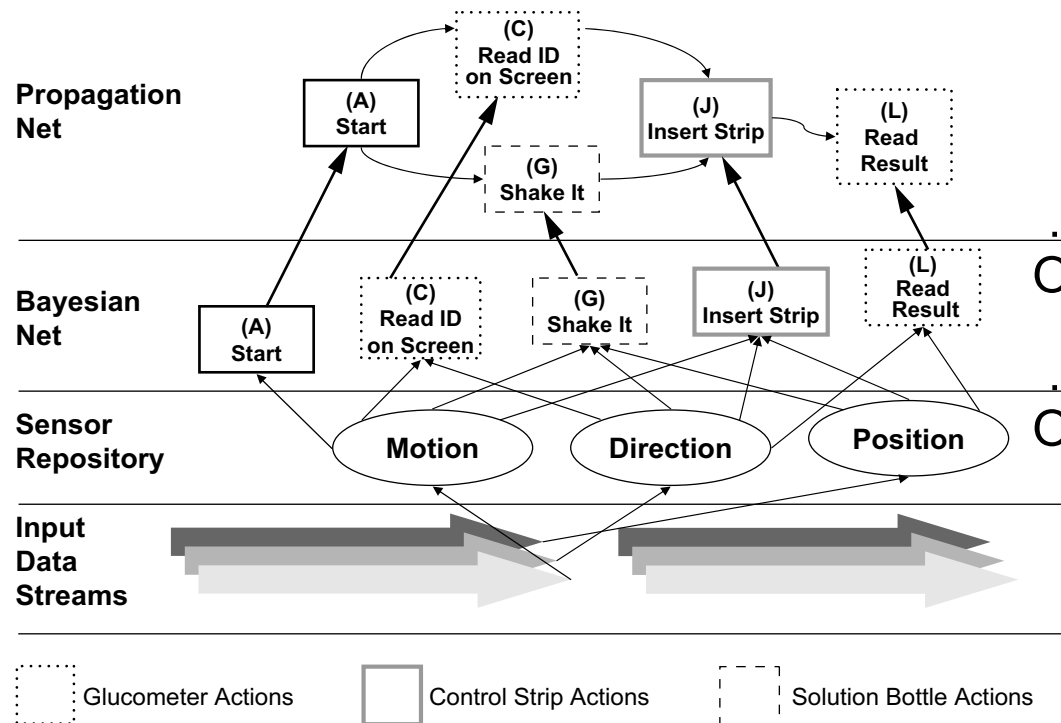 Propagation
Net
(A)
Start
(C)
Read ID
on Screen
(G)
Shake It
(J)
Insert Strip
(L)
Read
Result
Bayesian
Net
(A)
Start
(C)
Read ID
on Screen
(G)
Shake It
(J)
Insert Strip
(L)
Read
Result
Sensor
Repository
Motion
Direction
Position
Input
Data
Streams
Glucometer Actions
Control Strip Actions
Solution Bottle Actions